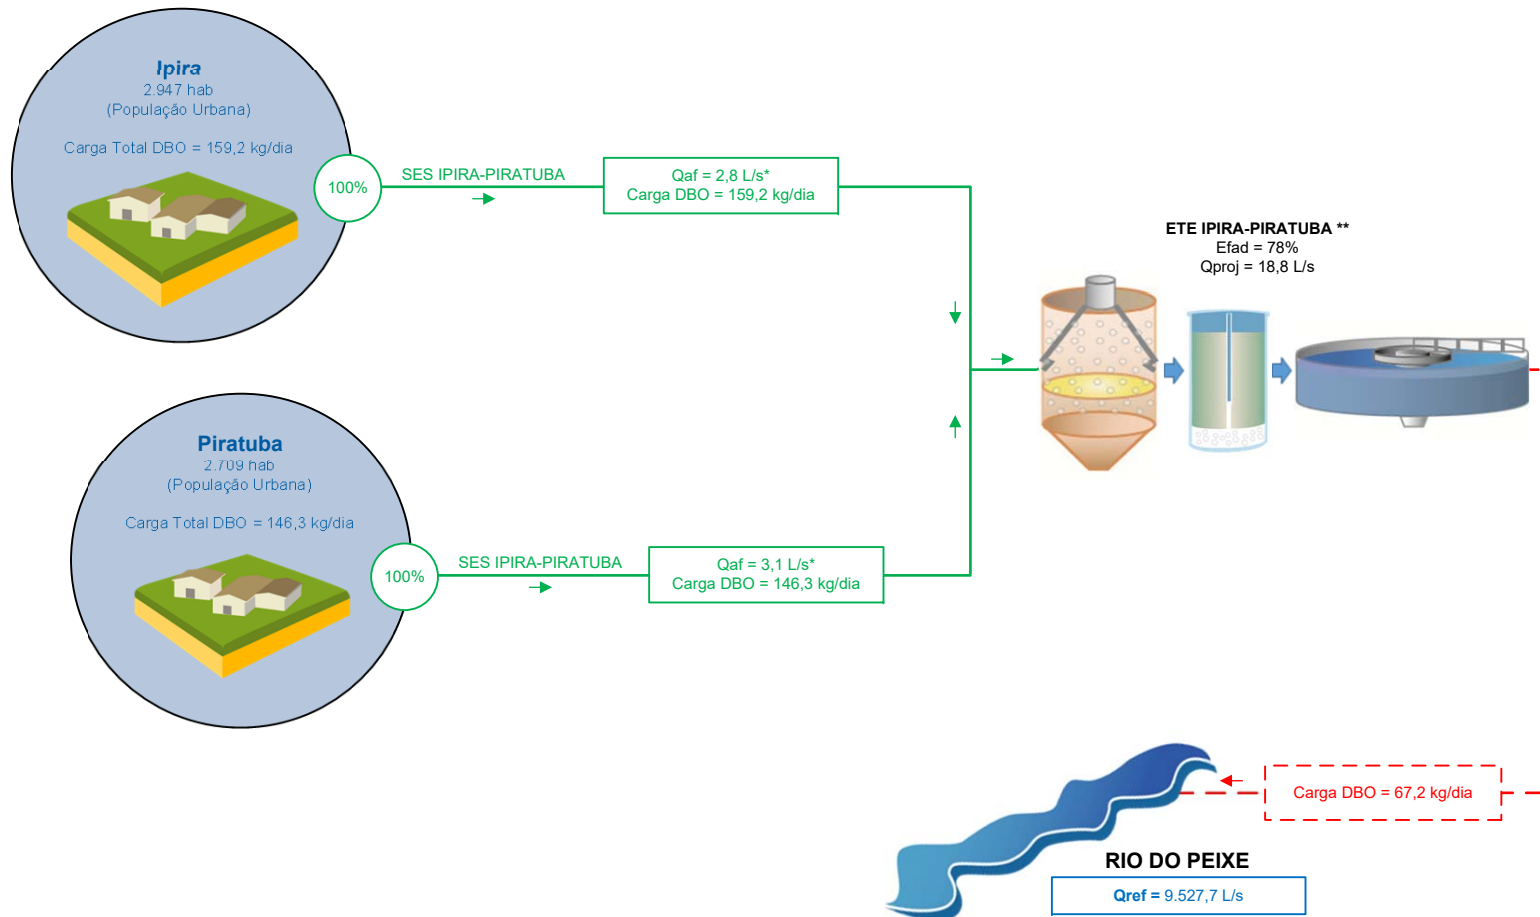 Ipira
2.947 hab
(População Urbana)
Carga Total DBO = 159,2 kg/dia
100%
SES IPIRA-PIRATUBA
Qaf = 2,8 L/s*
Carga DBO = 159,2 kg/dia
ETE IPIRA-PIRATUBA **
Efad = 78%
Qproj = 18,8 L/s
Piratuba
2.709 hab
(População Urbana)
Carga Total DBO = 146,3 kg/dia
100%
SES IPIRA-PIRATUBA
Qaf = 3,1 L/s*
Carga DBO = 146,3 kg/dia
Carga DBO = 67,2 kg/dia
RIO DO PEIXE
Qref = 9.527,7 L/s